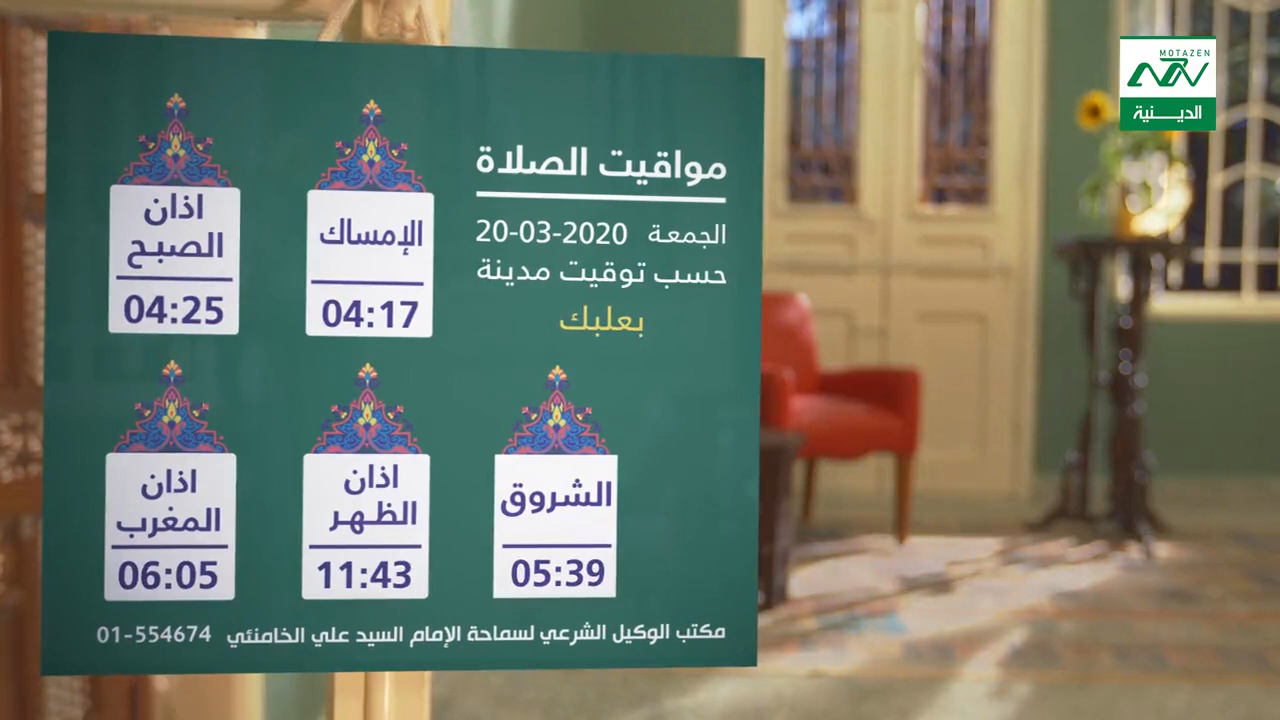 MOTAZEN
الدينية
مواقيت الصلاة
الجمعة 20-03-2020
حسب توقيت مدينة
بعلبك
الإمساك
04:17
اذان
الصبح
04:25
الشروق
05:39
اذان
الظهر
11:43
اذان
المغرب
06:05
مكتب الوكيل الشرعي لسماحة الإمام السيد علي الخامنئي 01-554674